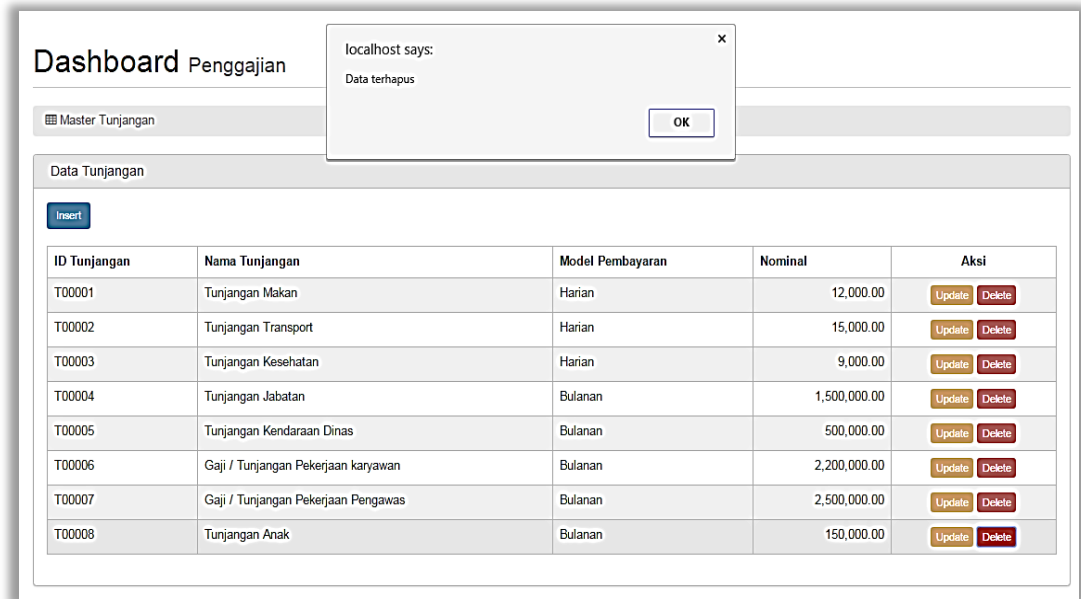 Dashboard Penggajian
localhost says:
×
Data terhapus
OK
Master Tunjangan
Data Tunjangan
Insert
ID Tunjangan Nama Tunjangan Model Pembayaran Nominal Aksi
T00001 Tunjangan Makan Harian 12,000.00 Update Delete
T00002 Tunjangan Transport Harian 15,000.00 Update Delete
T00003 Tunjangan Kesehatan Harian 9,000.00 Update Delete
T00004 Tunjangan Jabatan Bulanan 1,500,000.00 Update Delete
T00005 Tunjangan Kendaraan Dinas Bulanan 500,000.00 Update Delete
T00006 Gaji / Tunjangan Pekerjaan karyawan Bulanan 2,200,000.00 Update Delete
T00007 Gaji / Tunjangan Pekerjaan Pengawas Bulanan 2,500,000.00 Update Delete
T00008 Tunjangan Anak Bulanan 150,000.00 Update Delete